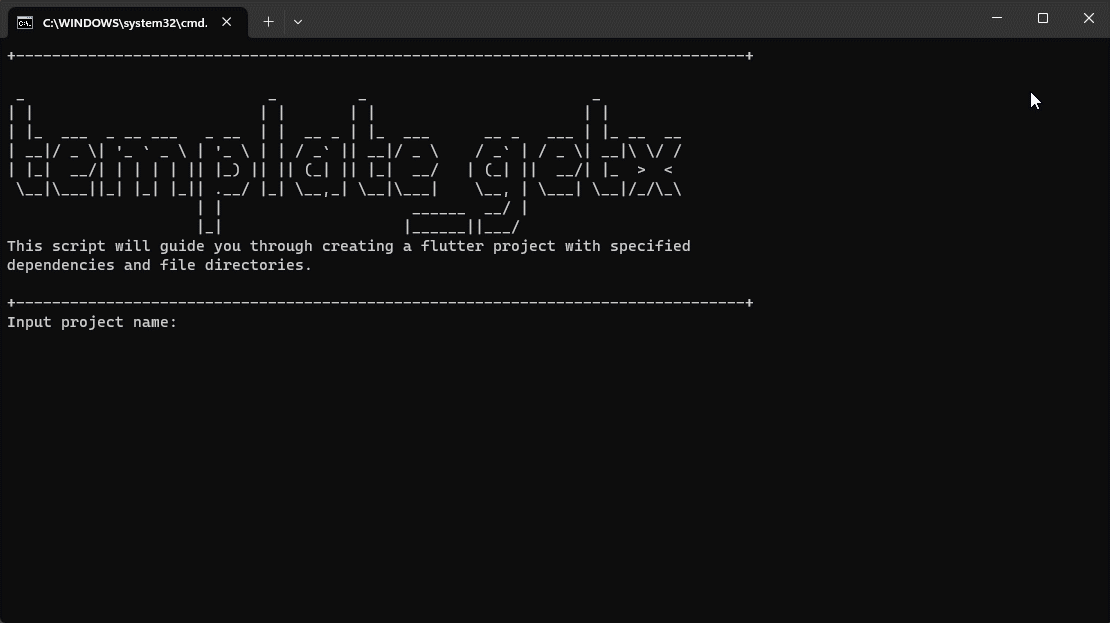 C:\WINDOWS\system32\cmd.
template_getx
This script will guide you through creating a flutter project with specified
dependencies and file directories.
Input project name: